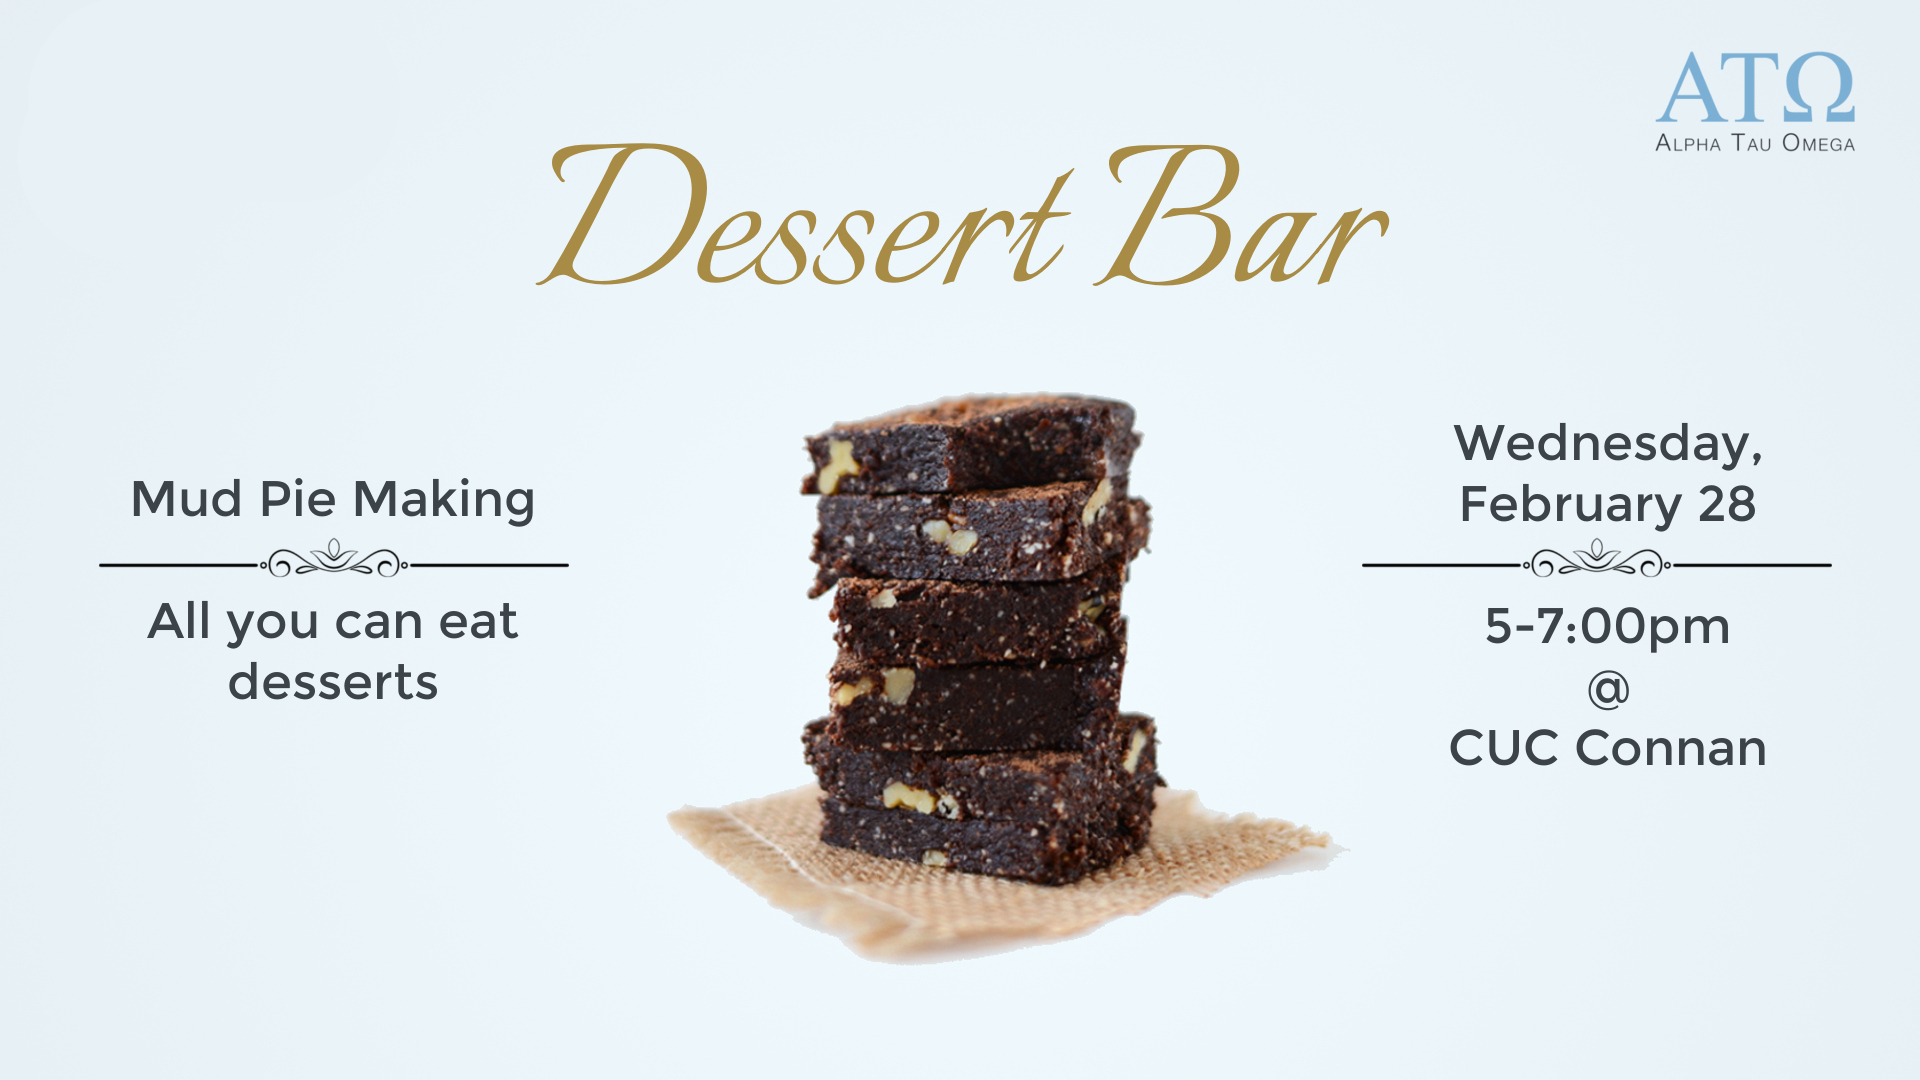 ΑΤΩ
Alpha Tau Omega
Dessert Bar
Mud Pie Making
All you can eat
desserts
Wednesday,
February 28
5-7:00pm
@
CUC Connan